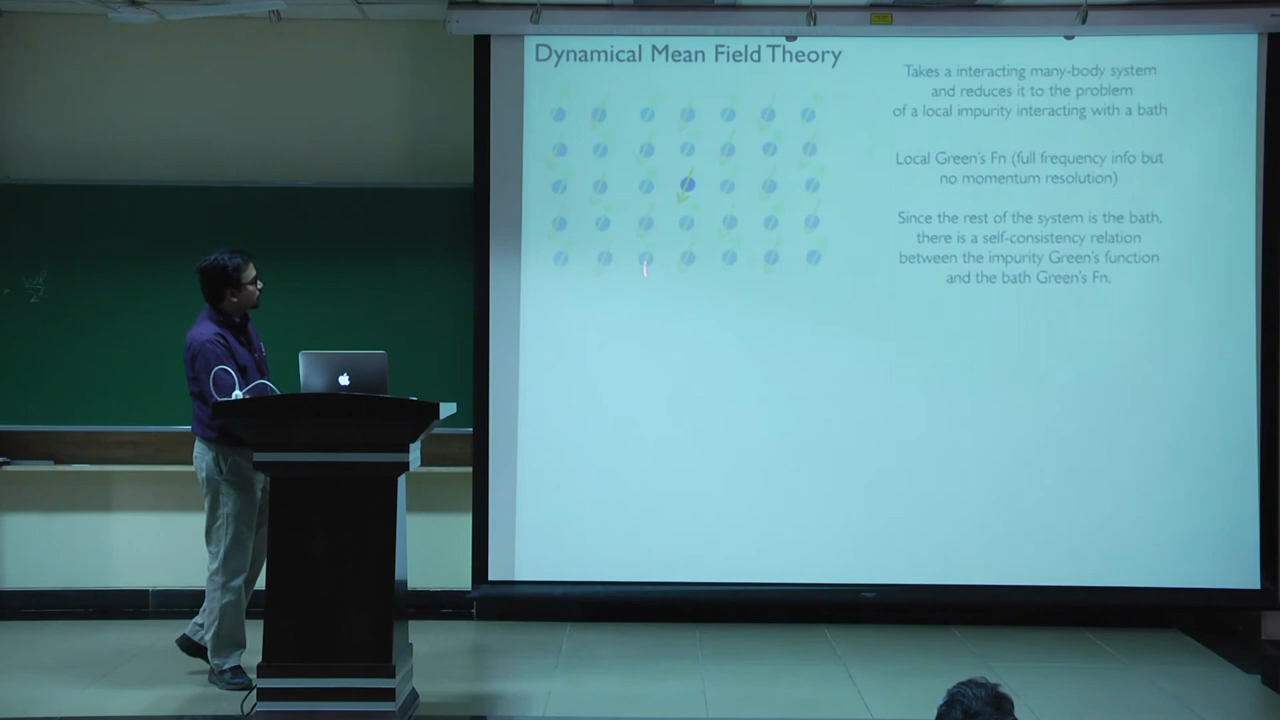 Dynamical Mean Field Theory
Takes a interacting many-body system
and reduces it to the problem
of a local impurity interacting with a bath
Local Green's Fn (full frequency info but
no momentum resolution)
Since the rest of the system is the bath,
there is a self-consistency relation
between the impurity Green's function
and the bath Green's Fn.